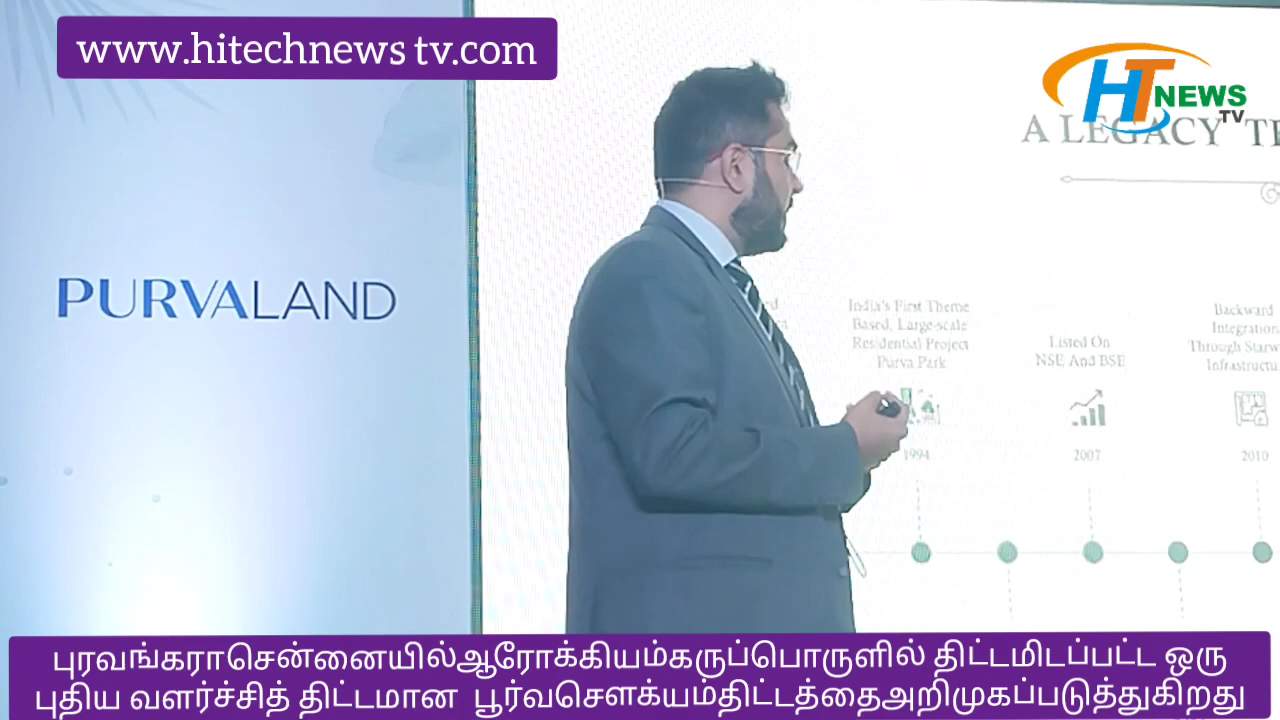 www.hitechnews tv.com
HT NEWS
TV
A LEGACY
PURVALAND
India's First Theme
Based, Large-scale
Residential Project
Purva Park
1994
Listed On
NSE And BSE
2007
Backward
Integration
Through
Infrastructu
2010
புரவங்கராசென்னையில்ஆரோக்கியம்கருப்பொருளில் திட்டமிடப்பட்ட ஒரு
புதிய வளர்ச்சித் திட்டமான பூர்வசௌக்யம்திட்டத்தைஅறிமுகப்படுத்துகிறது